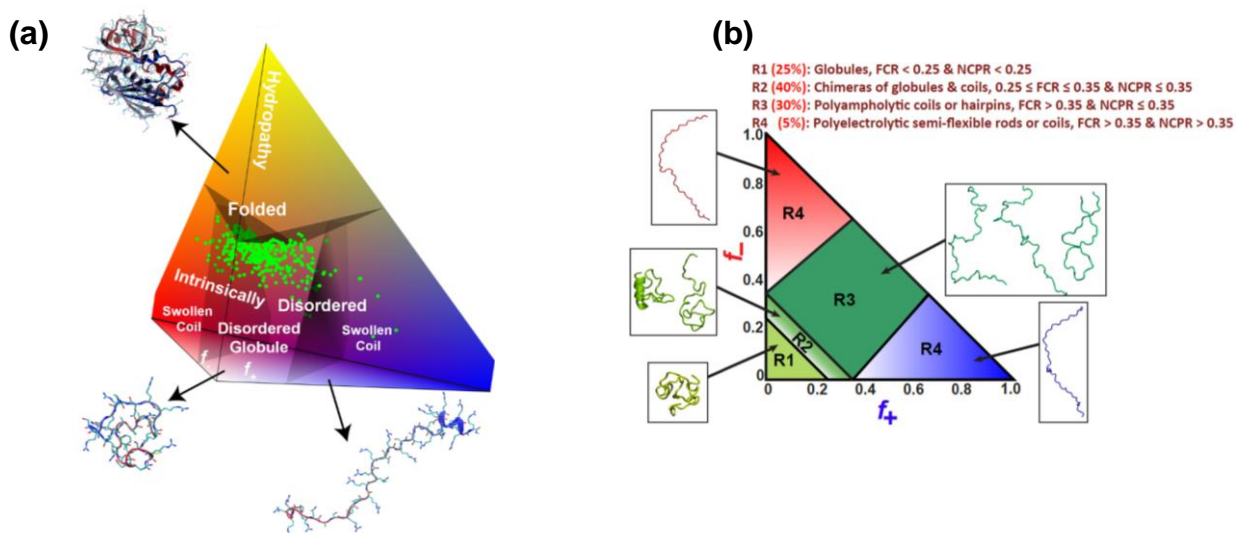 (a)
Hydropathy
Folded
Intrinsically
Disordered
Swollen
Coil
Disordered
Globule
Swollen
Coil
f
f+
(b)
R1 (25%): Globules, FCR < 0.25 & NCPR < 0.25
R2 (40%): Chimeras of globules & coils, 0.25 ≤ FCR ≤ 0.35 & NCPR ≤ 0.35
R3 (30%): Polyampholytic coils or hairpins, FCR > 0.35 & NCPR ≤ 0.35
R4 (5%): Polyelectrolytic semi-flexible rods or coils, FCR > 0.35 & NCPR > 0.35
1.0
0.8
0.6
0.4
0.2
0
f-
R4
R3
R2
R1
R4
0 0.2 0.4 0.6 0.8 1.0
f+